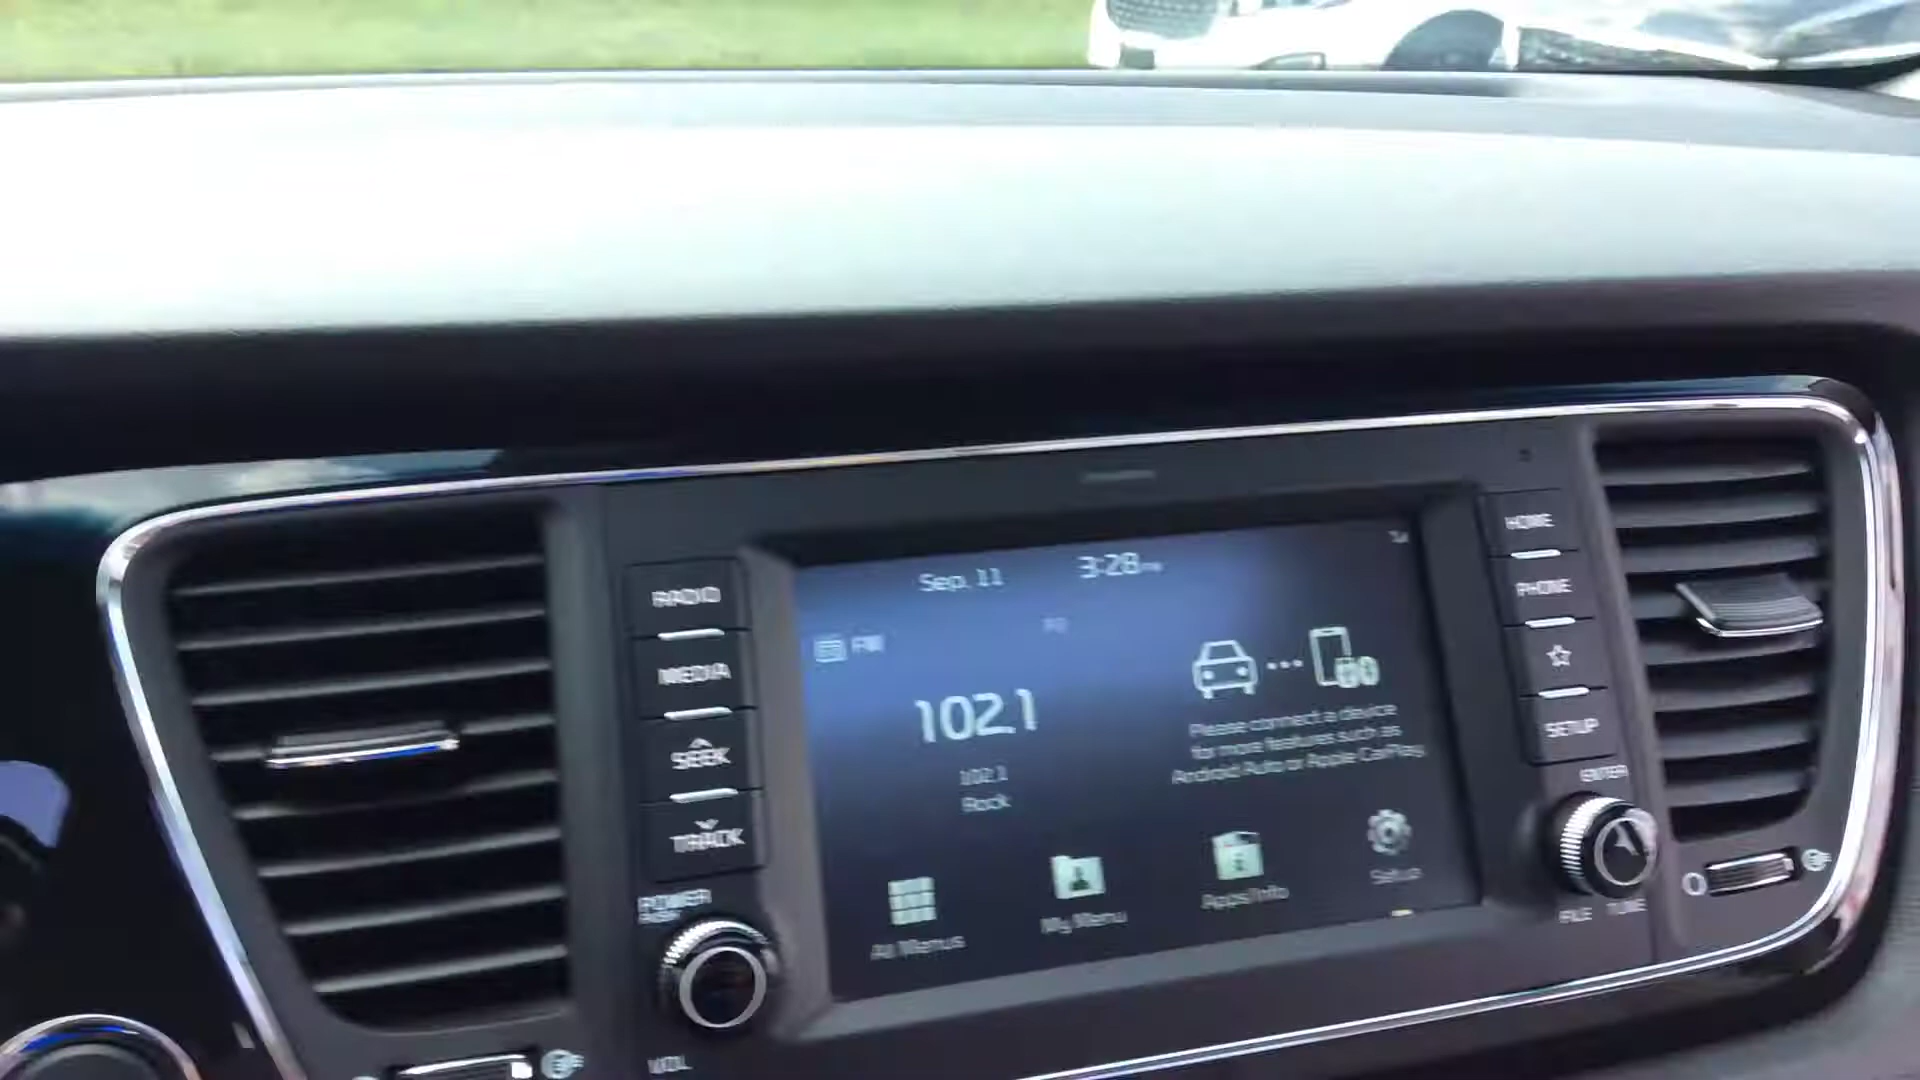 Sep. 11
3:28 PM
FM
102.1
102.1
Rock
Please connect a device
for more features such as
Android Auto or Apple CarPlay.
All Menus
My Menu
Apps/Info
Setup
RADIO
MEDIA
SEEK
TRACK
POWER
PUSH
VOL
HOME
PHONE
SETUP
ENTER
FILE TUNE